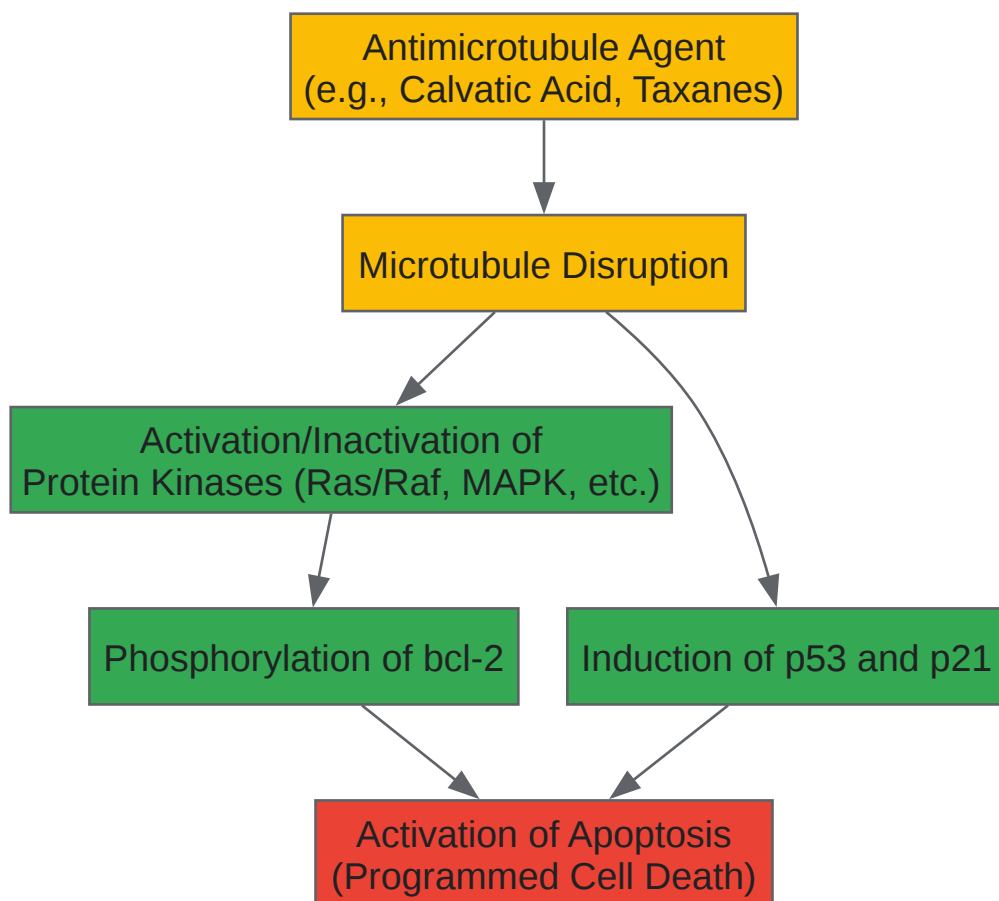 Antimicrotubule Agent
(e.g., Calvatic Acid, Taxanes)
Microtubule Disruption
Activation/Inactivation of
Protein Kinases (Ras/Raf, MAPK, etc.)
Phosphorylation of bcl-2
Induction of p53 and p21
Activation of Apoptosis
(Programmed Cell Death)